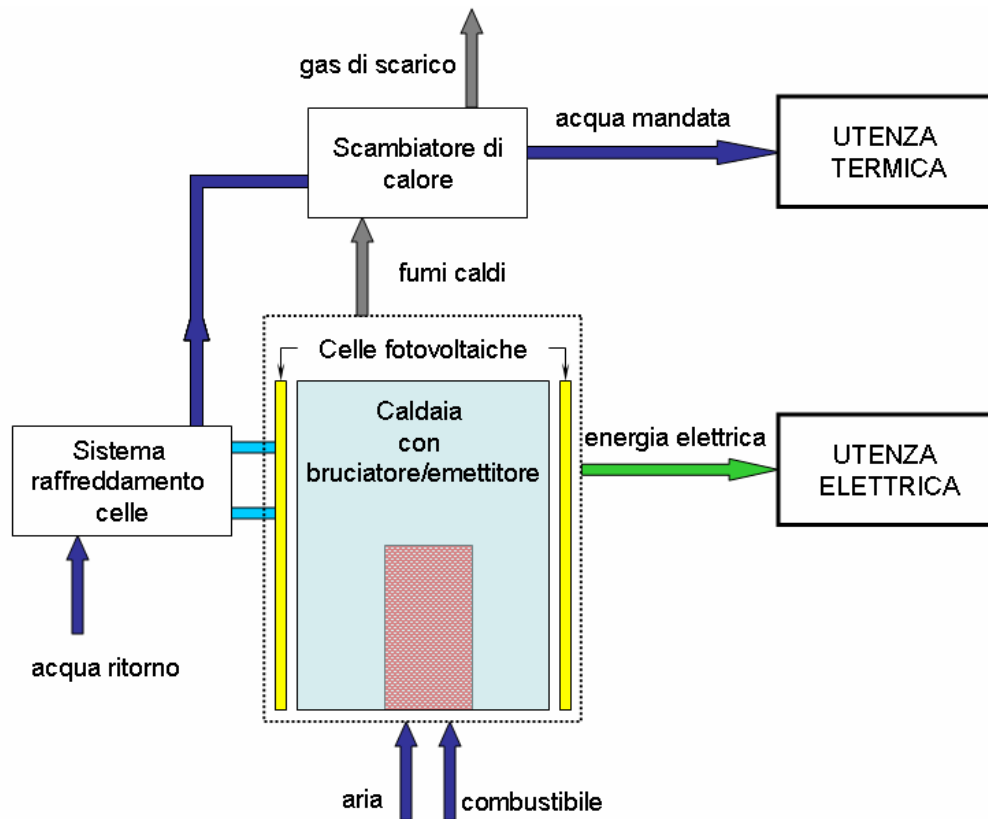 gas di scarico
Scambiatore di
calore
acqua mandata
UTENZA
TERMICA
fumi caldi
Celle fotovoltaiche
Caldaia
con
bruciatore/emettitore
Sistema
raffreddamento
celle
energia elettrica
UTENZA
ELETTRICA
acqua ritorno
aria
combustibile